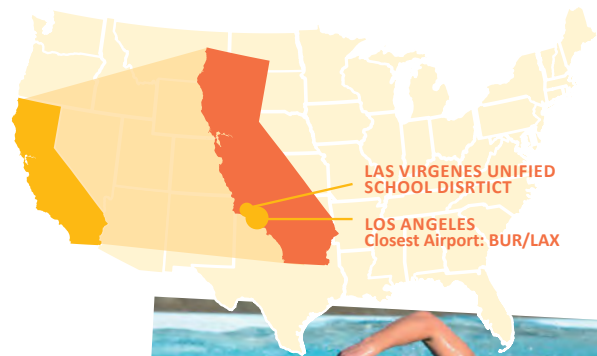 LAS VIRGENES UNIFIED
SCHOOL DISRTICT
LOS ANGELES
Closest Airport: BUR/LAX